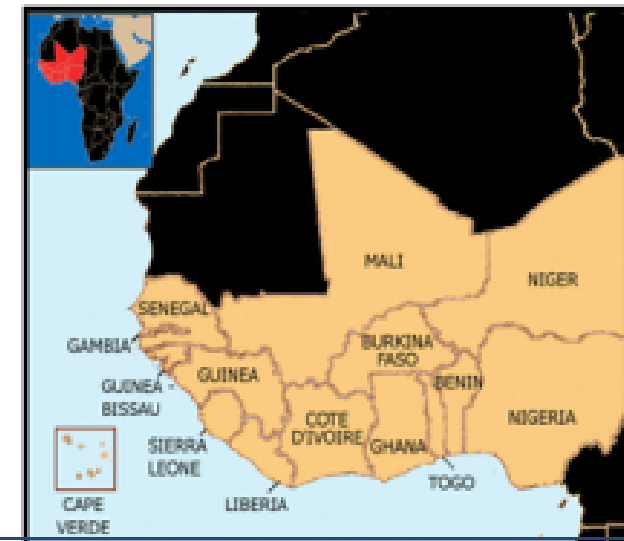 MALI
NIGER
SENEGAL
GAMBIA
BURKINA
FASO
GUINEA
BISSAU
GUINEA
BENIN
COTE
D'IVOIRE
GHANA
NIGERIA
SIERRA
LEONE
LIBERIA
TOGO
CAPE
VERDE